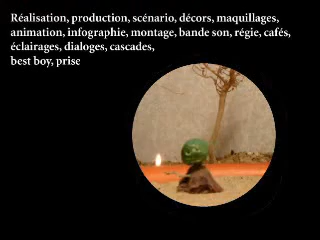 Réalisation, production, scénario, décors, maquillages,
animation, infographie, montage, bande son, régie, cafés,
éclairages, dialoges, cascades,
best boy, prise